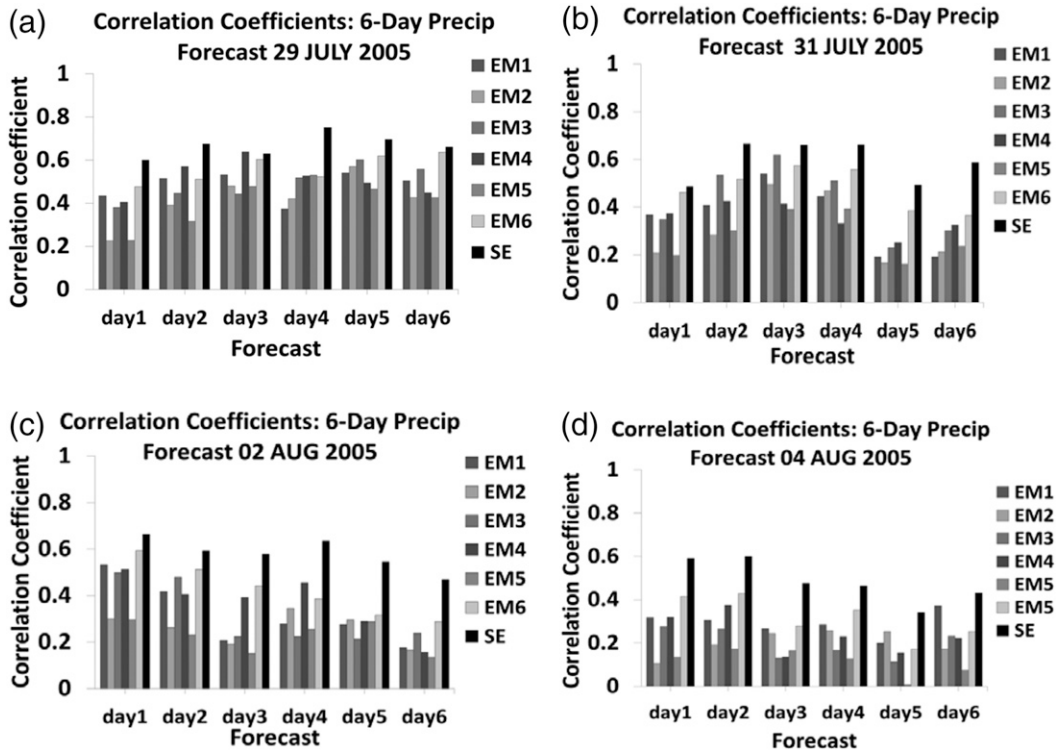 (a)
Correlation Coefficients: 6-Day Precip
Forecast 29 JULY 2005
Correlation coefficient
1
0.8
0.6
0.4
0.2
0
day1 day2 day3 day4 day5 day6
Forecast
EM1
EM2
EM3
EM4
EM5
EM6
SE
(b)
Correlation Coefficients: 6-Day Precip
Forecast 31 JULY 2005
Correlation Coefficient
1
0.8
0.6
0.4
0.2
0
day1 day2 day3 day4 day5 day6
Forecast
EM1
EM2
EM3
EM4
EM5
EM6
SE
(c)
Correlation Coefficients: 6-Day Precip
Forecast 02 AUG 2005
Correlation Coefficient
1
0.8
0.6
0.4
0.2
0
day1 day2 day3 day4 day5 day6
Forecast
EM1
EM2
EM3
EM4
EM5
EM6
SE
(d)
Correlation Coefficients: 6-Day Precip
Forecast 04 AUG 2005
Correlation Coefficient
1
0.8
0.6
0.4
0.2
0
day1 day2 day3 day4 day5 day6
Forecast
EM1
EM2
EM3
EM4
EM5
EM5
SE